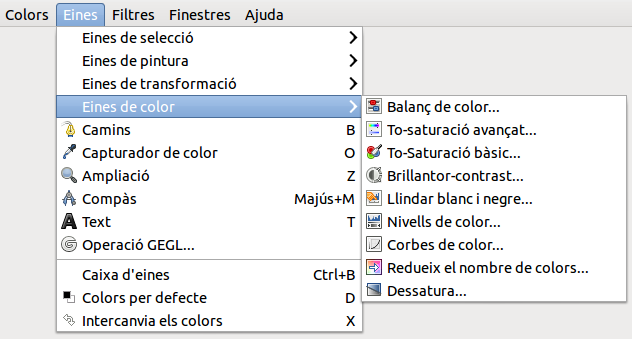 Colors Eines Filtres Finestres Ajuda
Eines de selecció
Eines de pintura
Eines de transformació
Eines de color
Camins B
Capturador de color O
Ampliació Z
Compàs Majús+M
Text T
Operació GEGL...
Caixa d'eines Ctrl+B
Colors per defecte D
Intercanvia els colors X
Balanç de color...
To-saturació avançat...
To-Saturació bàsic...
Brillantor-contrast...
Llindar blanc i negre...
Nivells de color...
Corbes de color...
Redueix el nombre de colors...
Dessatura...